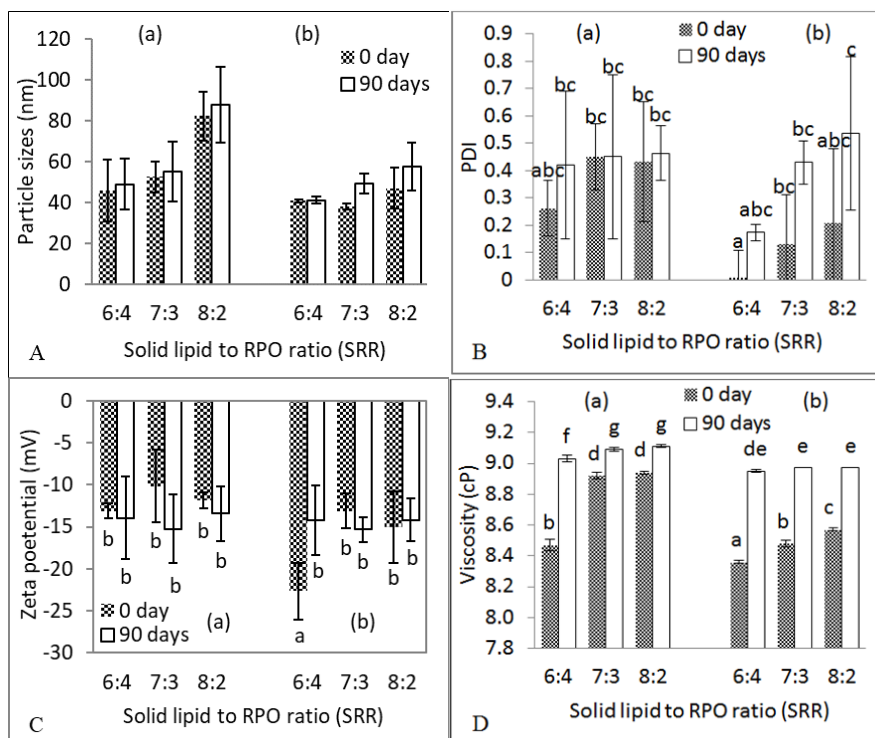 120
100
80
60
40
20
0
Particle sizes (nm)
(a)
(b)
0 day
90 days
6:4 7:3 8:2 6:4 7:3 8:2
A
Solid lipid to RPO ratio (SRR)
0.9
0.8
0.7
0.6
0.5
0.4
0.3
0.2
0.1
0
PDI
(a)
(b)
0 day
90 days
abc bc bc bc bc bc
a abc bc bc abc c
6:4 7:3 8:2 6:4 7:3 8:2
B
Solid lipid to RPO ratio (SRR)
0
-5
-10
-15
-20
-25
-30
Zeta poetential (mV)
b b b b b b
a b b b b b
0 day
90 days
(a)
(b)
6:4 7:3 8:2 6:4 7:3 8:2
C
Solid lipid to RPO ratio (SRR)
9.4
9.2
9.0
8.8
8.6
8.4
8.2
8.0
7.8
Viscosity (cP)
(a)
(b)
0 day
90 days
b f d g d g
a de b e c e
6:4 7:3 8:2 6:4 7:3 8:2
D
Solid lipid to RPO ratio (SRR)